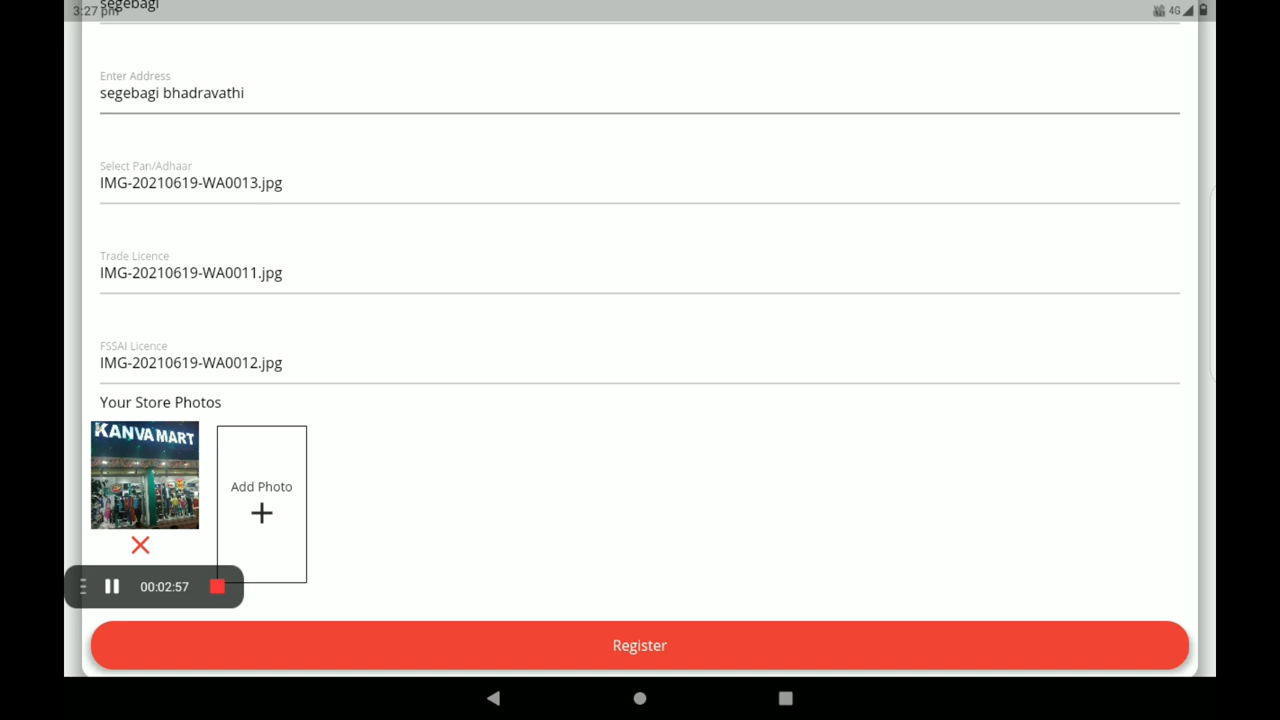 segebagi
3:27 pm
4G
Enter Address
segebagi bhadravathi
Select Pan/Adhaar
IMG-20210619-WA0013.jpg
Trade Licence
IMG-20210619-WA0011.jpg
FSSAI Licence
IMG-20210619-WA0012.jpg
Your Store Photos
KANVA MART
Add Photo
00:02:57
Register